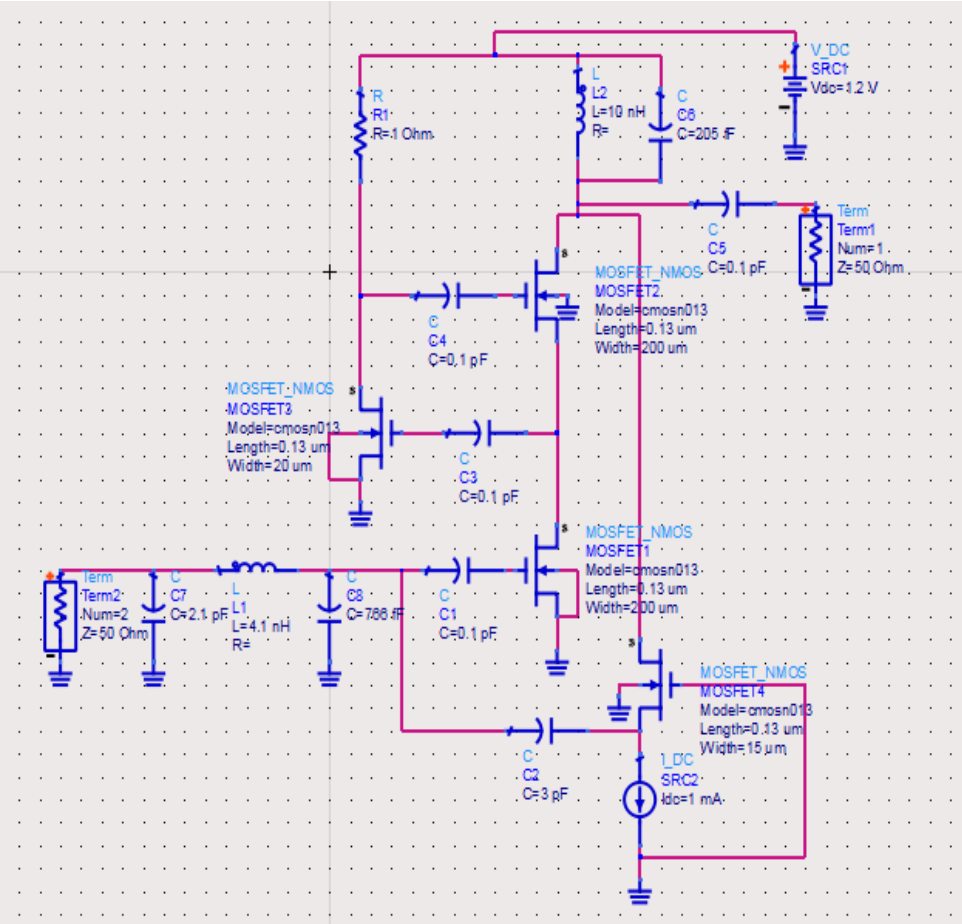 V_DC
SRC1
Vdc=1.2 V
R
R1
R=1 Ohm
L
L2
L=10 nH
R=
C
C6
C=205 fF
C
C5
C=0.1 pF
Term
Term1
Num=1
Z=50 Ohm
s
MOSFET_NMOS
MOSFET2
Model=cmosn013
Length=0.13 um
Width=200 um
C
C4
C=0.1 pF
s
MOSFET_NMOS
MOSFET3
Model=cmosn013
Length=0.13 um
Width=20 um
C
C3
C=0.1 pF
s
MOSFET_NMOS
MOSFET1
Model=cmosn013
Length=0.13 um
Width=200 um
Term
Term2
Num=2
Z=50 Ohm
C
C7
C=2.1 pF
L
L1
L=4.1 nH
R=
C
C8
C=766 fF
C
C1
C=0.1 pF
s
MOSFET_NMOS
MOSFET4
Model=cmosn013
Length=0.13 um
Width=15 µm
C
C2
C=3 pF
I_DC
SRC2
Idc=1 mA